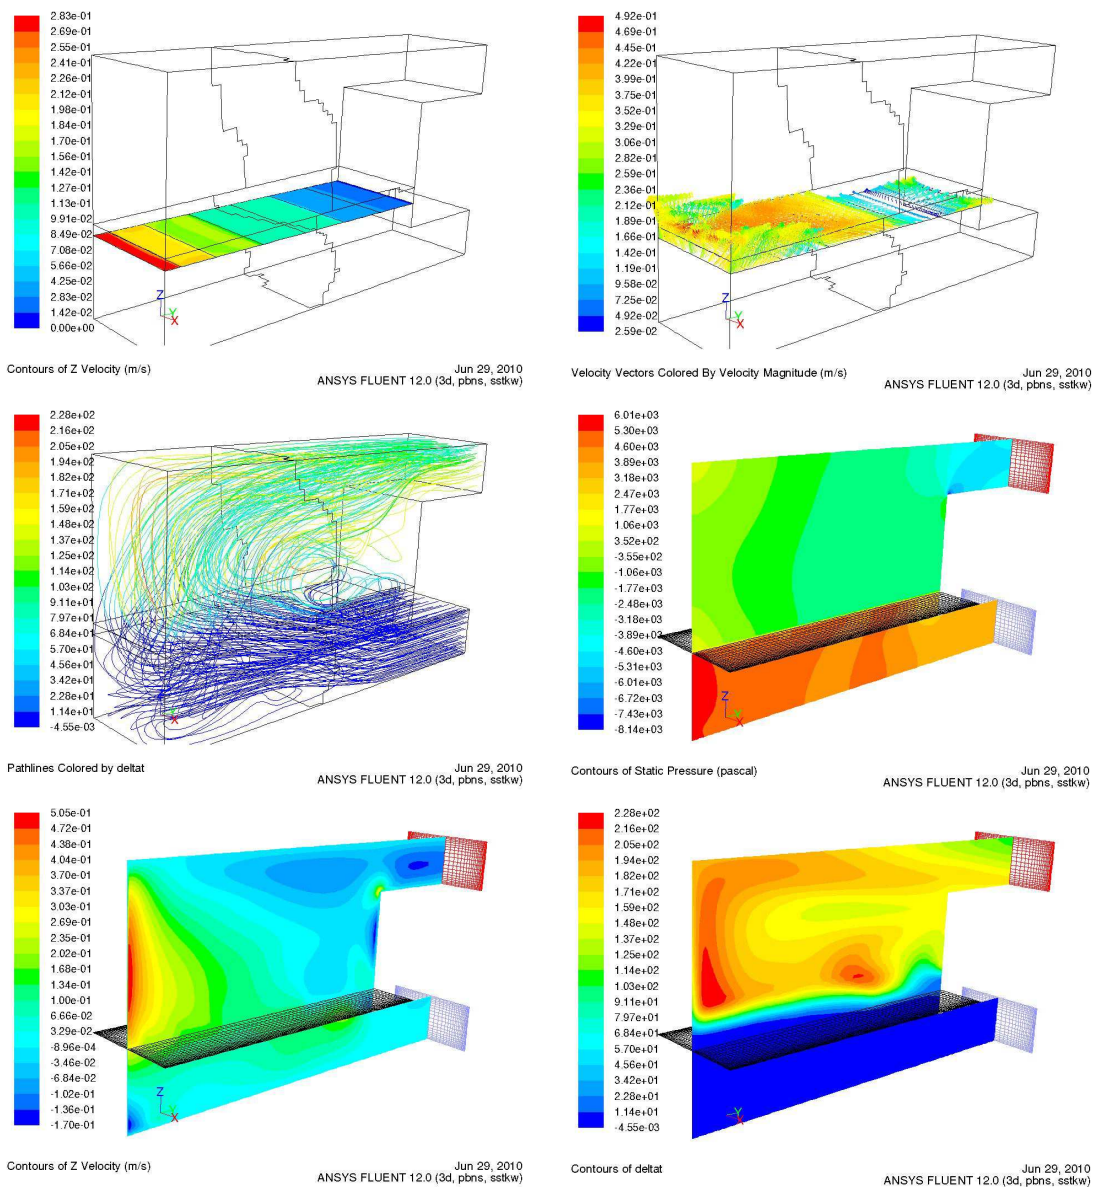 2.83e-01
2.69e-01
2.55e-01
2.41e-01
2.26e-01
2.12e-01
1.98e-01
1.84e-01
1.70e-01
1.56e-01
1.42e-01
1.27e-01
1.13e-01
9.91e-02
8.49e-02
7.08e-02
5.66e-02
4.25e-02
2.83e-02
1.42e-02
0.00e+00
Z
Y
X
Contours of Z Velocity (m/s)
Jun 29, 2010
ANSYS FLUENT 12.0 (3d, pbns, sstkw)
4.92e-01
4.69e-01
4.45e-01
4.22e-01
3.99e-01
3.75e-01
3.52e-01
3.29e-01
3.06e-01
2.82e-01
2.59e-01
2.36e-01
2.12e-01
1.89e-01
1.66e-01
1.42e-01
1.19e-01
9.58e-02
7.25e-02
4.92e-02
2.59e-02
Z
Y
X
Velocity Vectors Colored By Velocity Magnitude (m/s)
Jun 29, 2010
ANSYS FLUENT 12.0 (3d, pbns, sstkw)
2.28e+02
2.16e+02
2.05e+02
1.94e+02
1.82e+02
1.71e+02
1.59e+02
1.48e+02
1.37e+02
1.25e+02
1.14e+02
1.03e+02
9.11e+01
7.97e+01
6.84e+01
5.70e+01
4.56e+01
3.42e+01
2.28e+01
1.14e+01
-4.55e-03
X
Pathlines Colored by deltat
Jun 29, 2010
ANSYS FLUENT 12.0 (3d, pbns, sstkw)
6.01e+03
5.30e+03
4.60e+03
3.89e+03
3.18e+03
2.47e+03
1.77e+03
1.06e+03
3.52e+02
-3.55e+02
-1.06e+03
-1.77e+03
-2.48e+03
-3.18e+03
-3.89e+03
-4.60e+03
-5.31e+03
-6.01e+03
-6.72e+03
-7.43e+03
-8.14e+03
Z
Y
X
Contours of Static Pressure (pascal)
Jun 29, 2010
ANSYS FLUENT 12.0 (3d, pbns, sstkw)
5.05e-01
4.72e-01
4.38e-01
4.04e-01
3.70e-01
3.37e-01
3.03e-01
2.69e-01
2.35e-01
2.02e-01
1.68e-01
1.34e-01
1.00e-01
6.66e-02
3.29e-02
-8.96e-04
-3.46e-02
-6.84e-02
-1.02e-01
-1.36e-01
-1.70e-01
Z
Y
X
Contours of Z Velocity (m/s)
Jun 29, 2010
ANSYS FLUENT 12.0 (3d, pbns, sstkw)
2.28e+02
2.16e+02
2.05e+02
1.94e+02
1.82e+02
1.71e+02
1.59e+02
1.48e+02
1.37e+02
1.25e+02
1.14e+02
1.03e+02
9.11e+01
7.97e+01
6.84e+01
5.70e+01
4.56e+01
3.42e+01
2.28e+01
1.14e+01
-4.55e-03
Y
X
Contours of deltat
Jun 29, 2010
ANSYS FLUENT 12.0 (3d, pbns, sstkw)